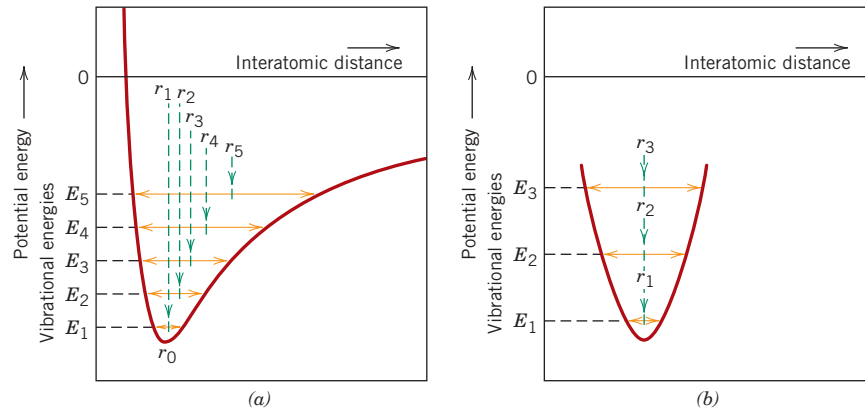 Potential energy
Vibrational energies
0
Interatomic distance
r1
r2
r3
r4
r5
E5
E4
E3
E2
E1
r0
(a)
Potential energy
Vibrational energies
0
Interatomic distance
r3
E3
r2
E2
r1
E1
(b)